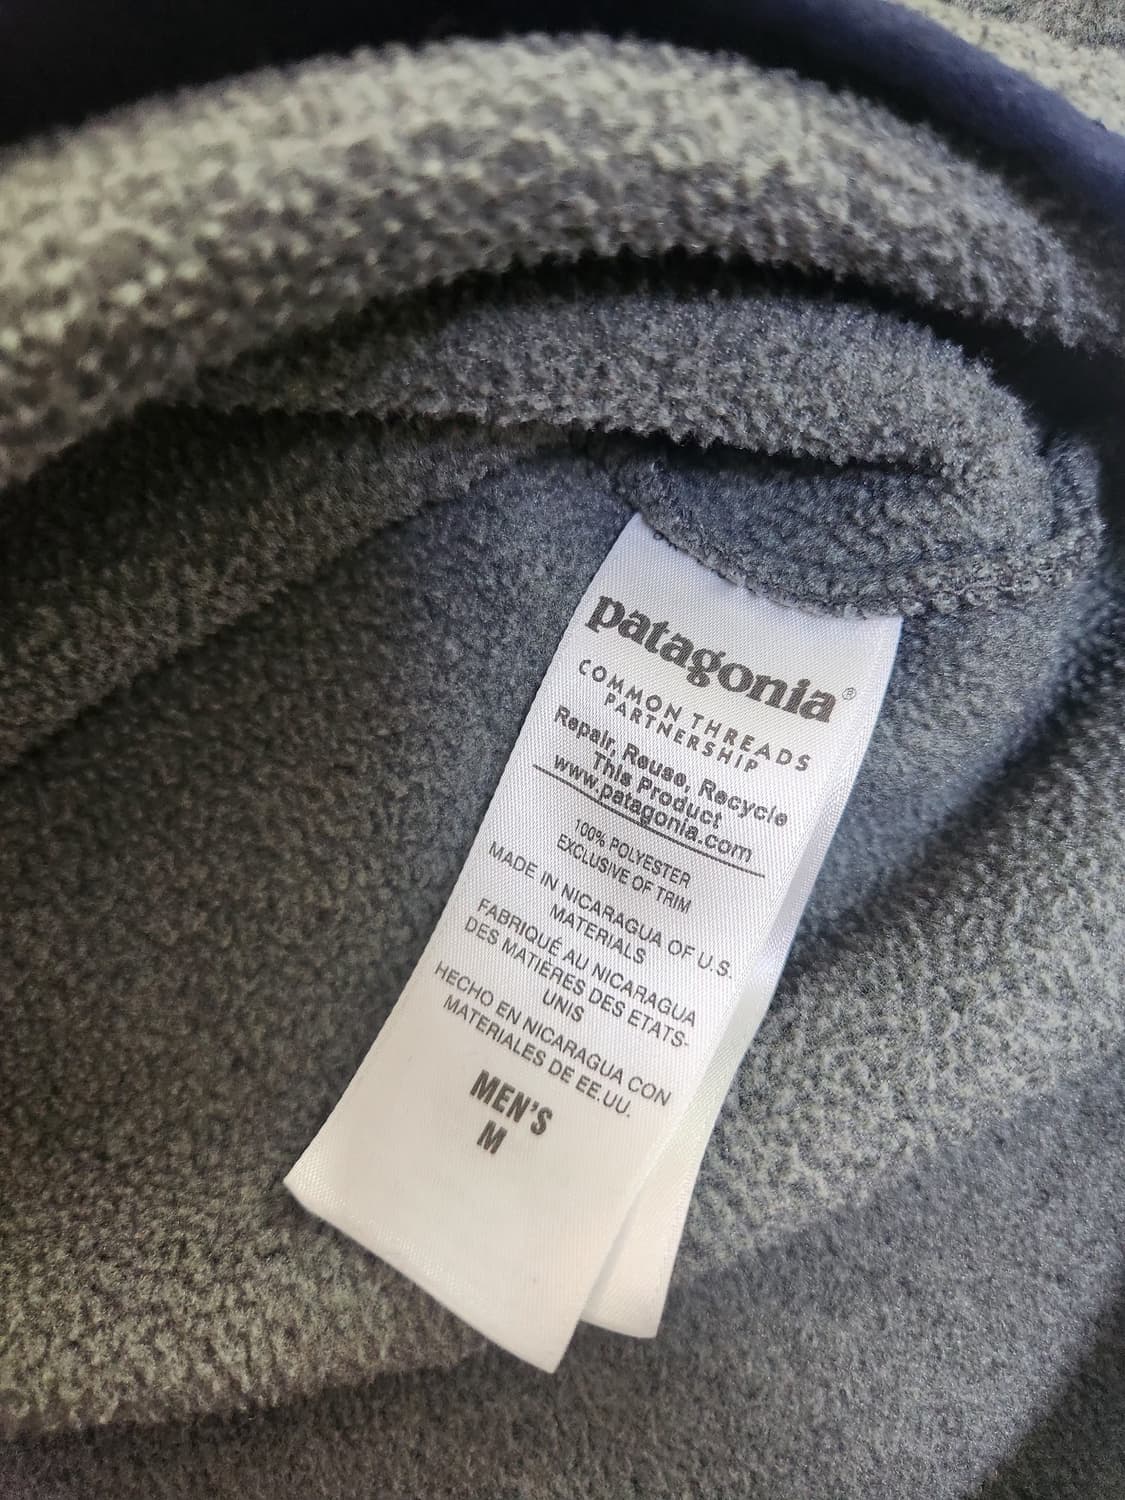 patagonia®
COMMON THREADS
PARTNERSHIP
Repair, Reuse, Recycle
This Product
www.patagonia.com
100% POLYESTER
EXCLUSIVE OF TRIM
MADE IN NICARAGUA OF U.S.
MATERIALS
FABRIQUÉ AU NICARAGUA
DES MATIÈRES DES ETATS-
UNIS
HECHO EN NICARAGUA CON
MATERIALES DE EE.UU.
MEN'S
M